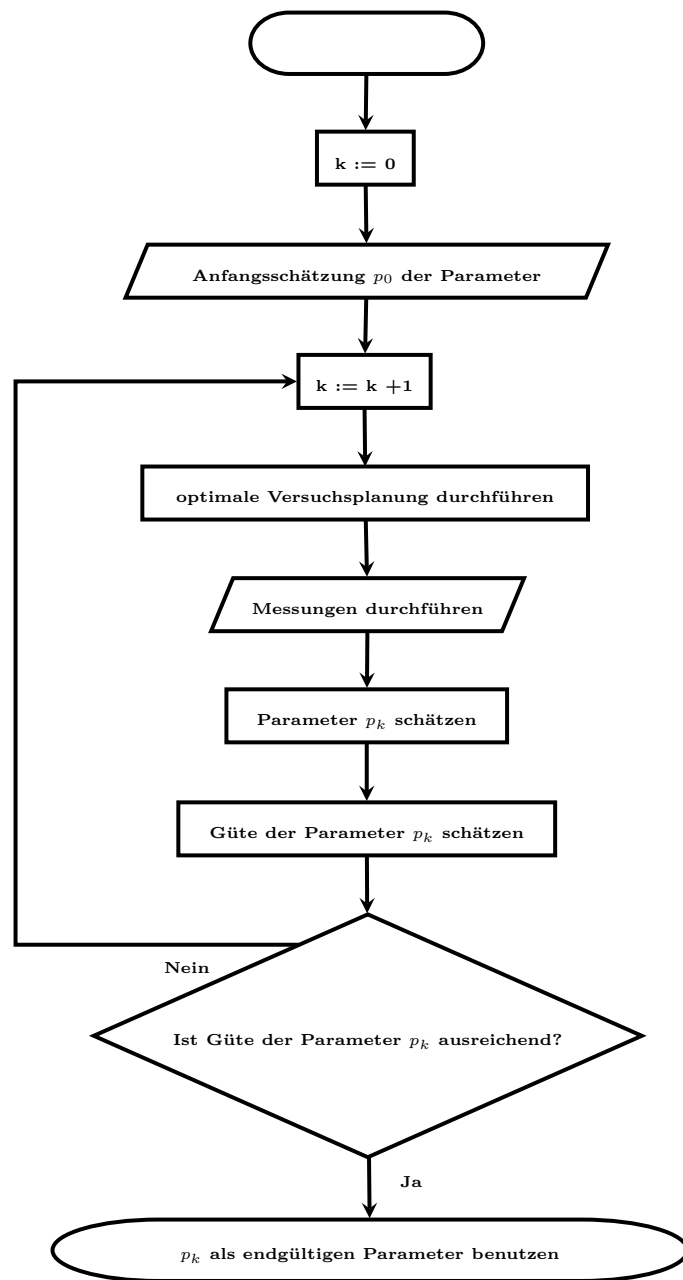 k := 0
Anfangsschätzung p₀ der Parameter
k := k +1
optimale Versuchsplanung durchführen
Messungen durchführen
Parameter pₖ schätzen
Güte der Parameter pₖ schätzen
Nein
Ist Güte der Parameter pₖ ausreichend?
Ja
pₖ als endgültigen Parameter benutzen